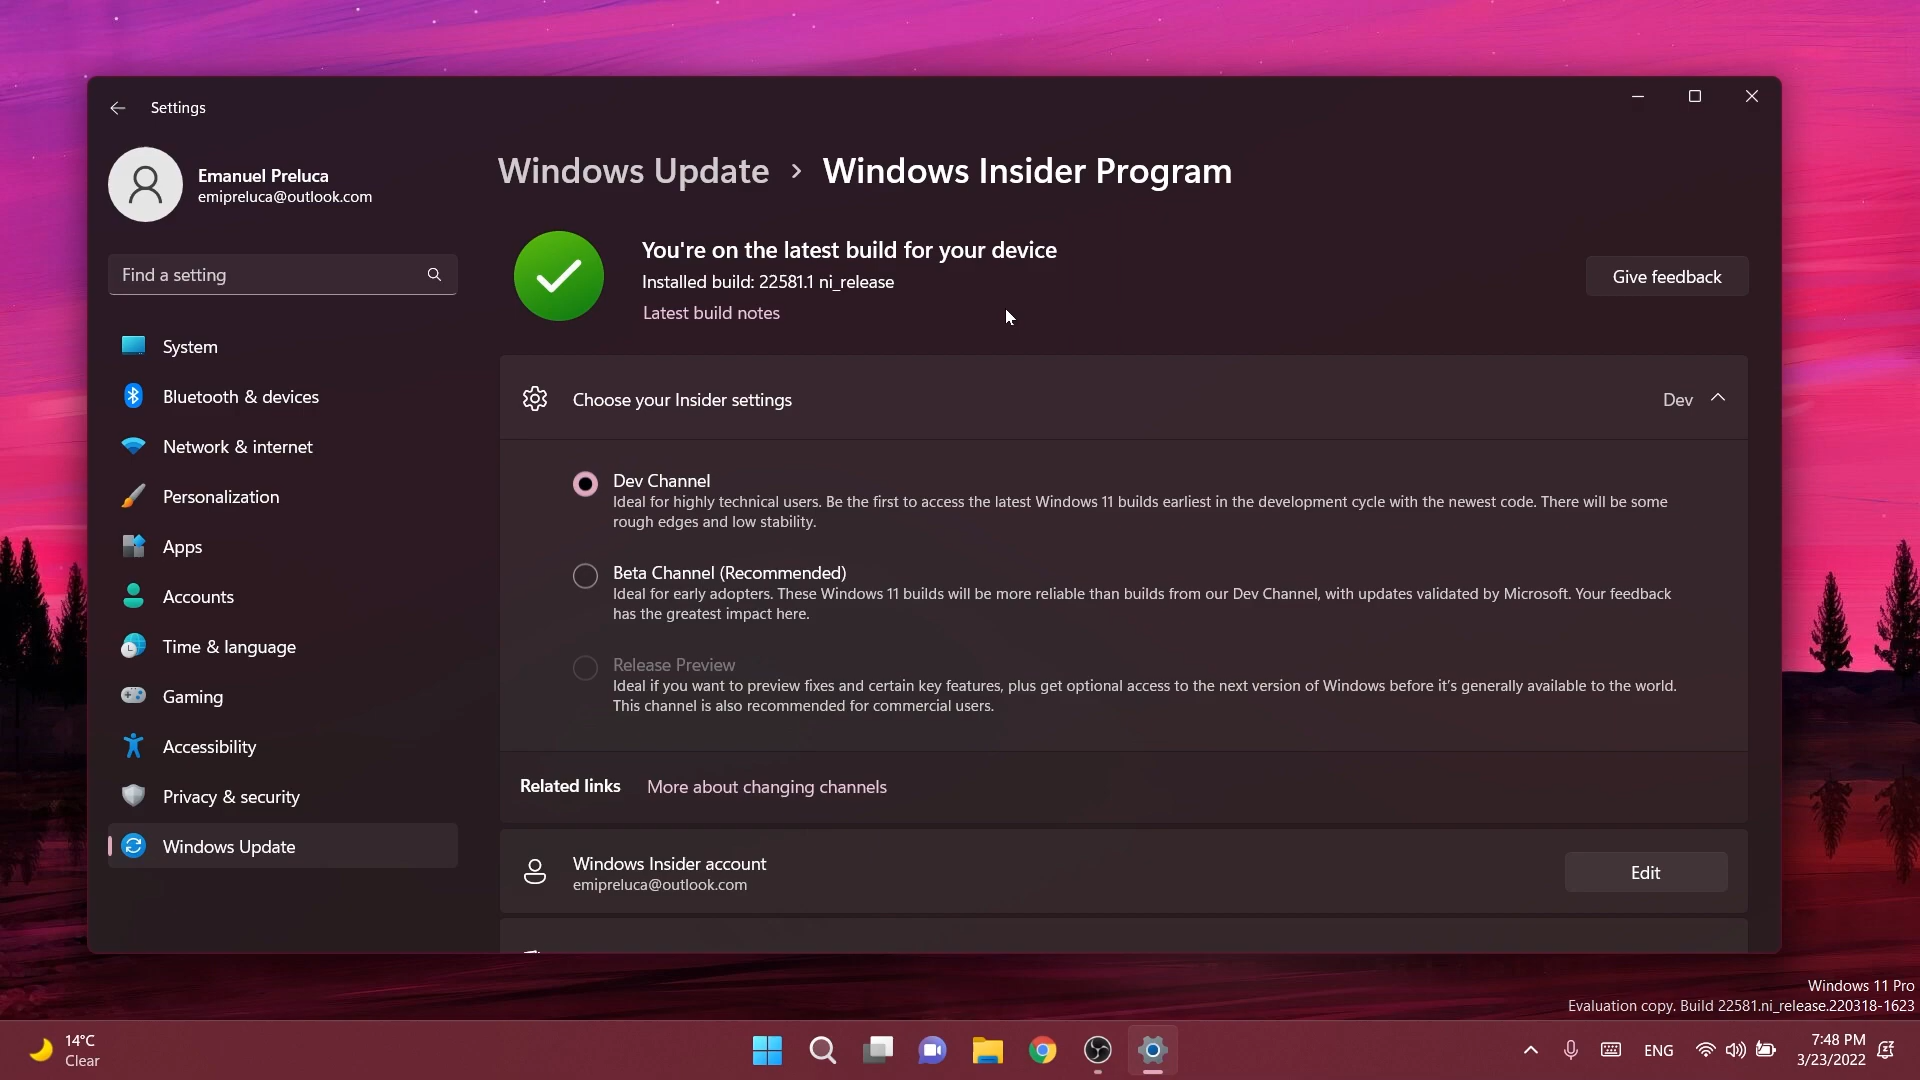 Settings
Emanuel Preluca
emipreluca@outlook.com
Find a setting
System
Bluetooth & devices
Network & internet
Personalization
Apps
Accounts
Time & language
Gaming
Accessibility
Privacy & security
Windows Update
Windows Update > Windows Insider Program
You're on the latest build for your device
Installed build: 22581.1 ni_release
Latest build notes
Give feedback
Choose your Insider settings
Dev
Dev Channel
Ideal for highly technical users. Be the first to access the latest Windows 11 builds earliest in the development cycle with the newest code. There will be some
rough edges and low stability.
Beta Channel (Recommended)
Ideal for early adopters. These Windows 11 builds will be more reliable than builds from our Dev Channel, with updates validated by Microsoft. Your feedback
has the greatest impact here.
Release Preview
Ideal if you want to preview fixes and certain key features, plus get optional access to the next version of Windows before it's generally available to the world.
This channel is also recommended for commercial users.
Related links More about changing channels
Windows Insider account
emipreluca@outlook.com
Edit
Windows 11 Pro
Evaluation copy. Build 22581.ni_release.220318-1623
14°C
Clear
ENG
7:48 PM
3/23/2022